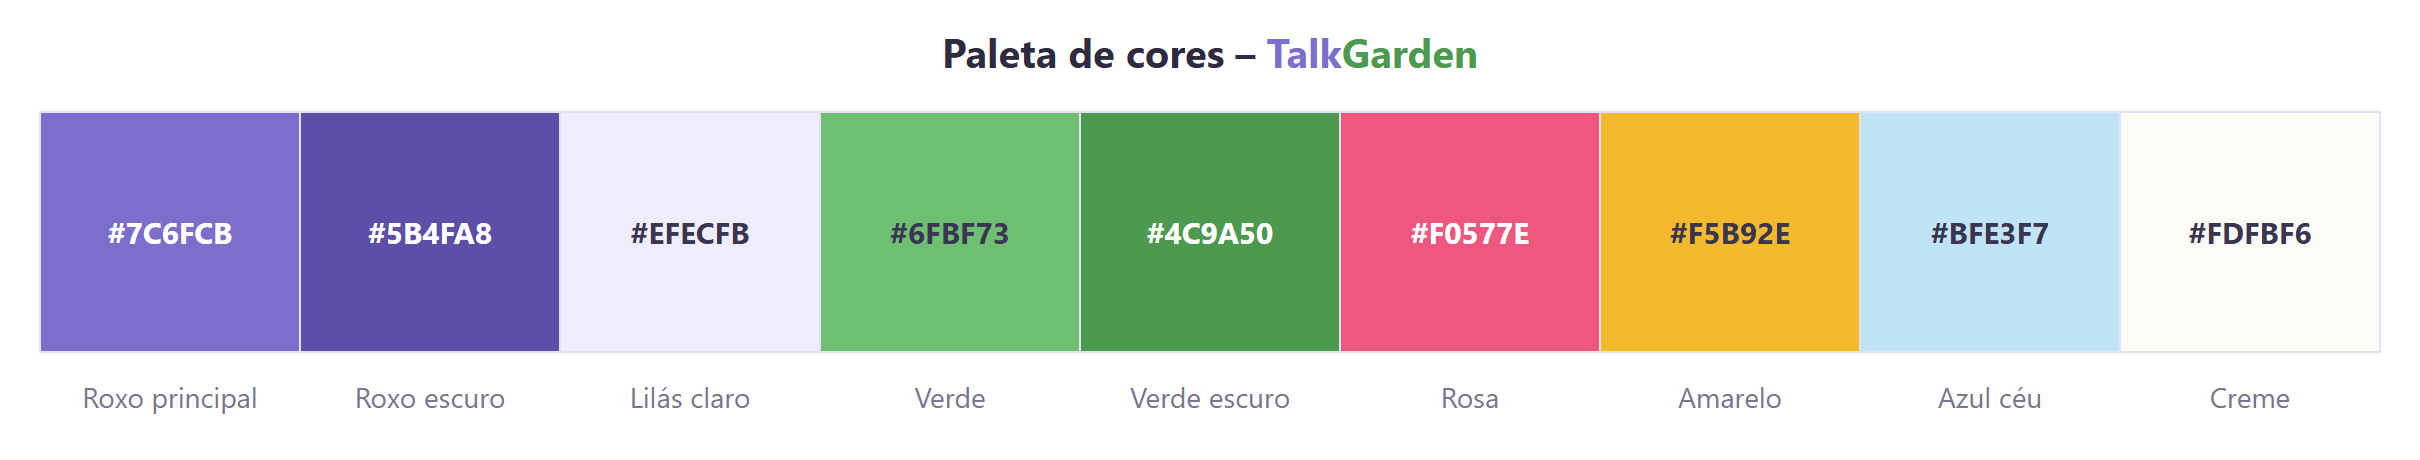 Paleta de cores – TalkGarden
#7C6FCB #5B4FA8 #EFECFB #6FBF73 #4C9A50 #F0577E #F5B92E #BFE3F7 #FDFBF6
Roxo principal Roxo escuro Lilás claro Verde Verde escuro Rosa Amarelo Azul céu Creme